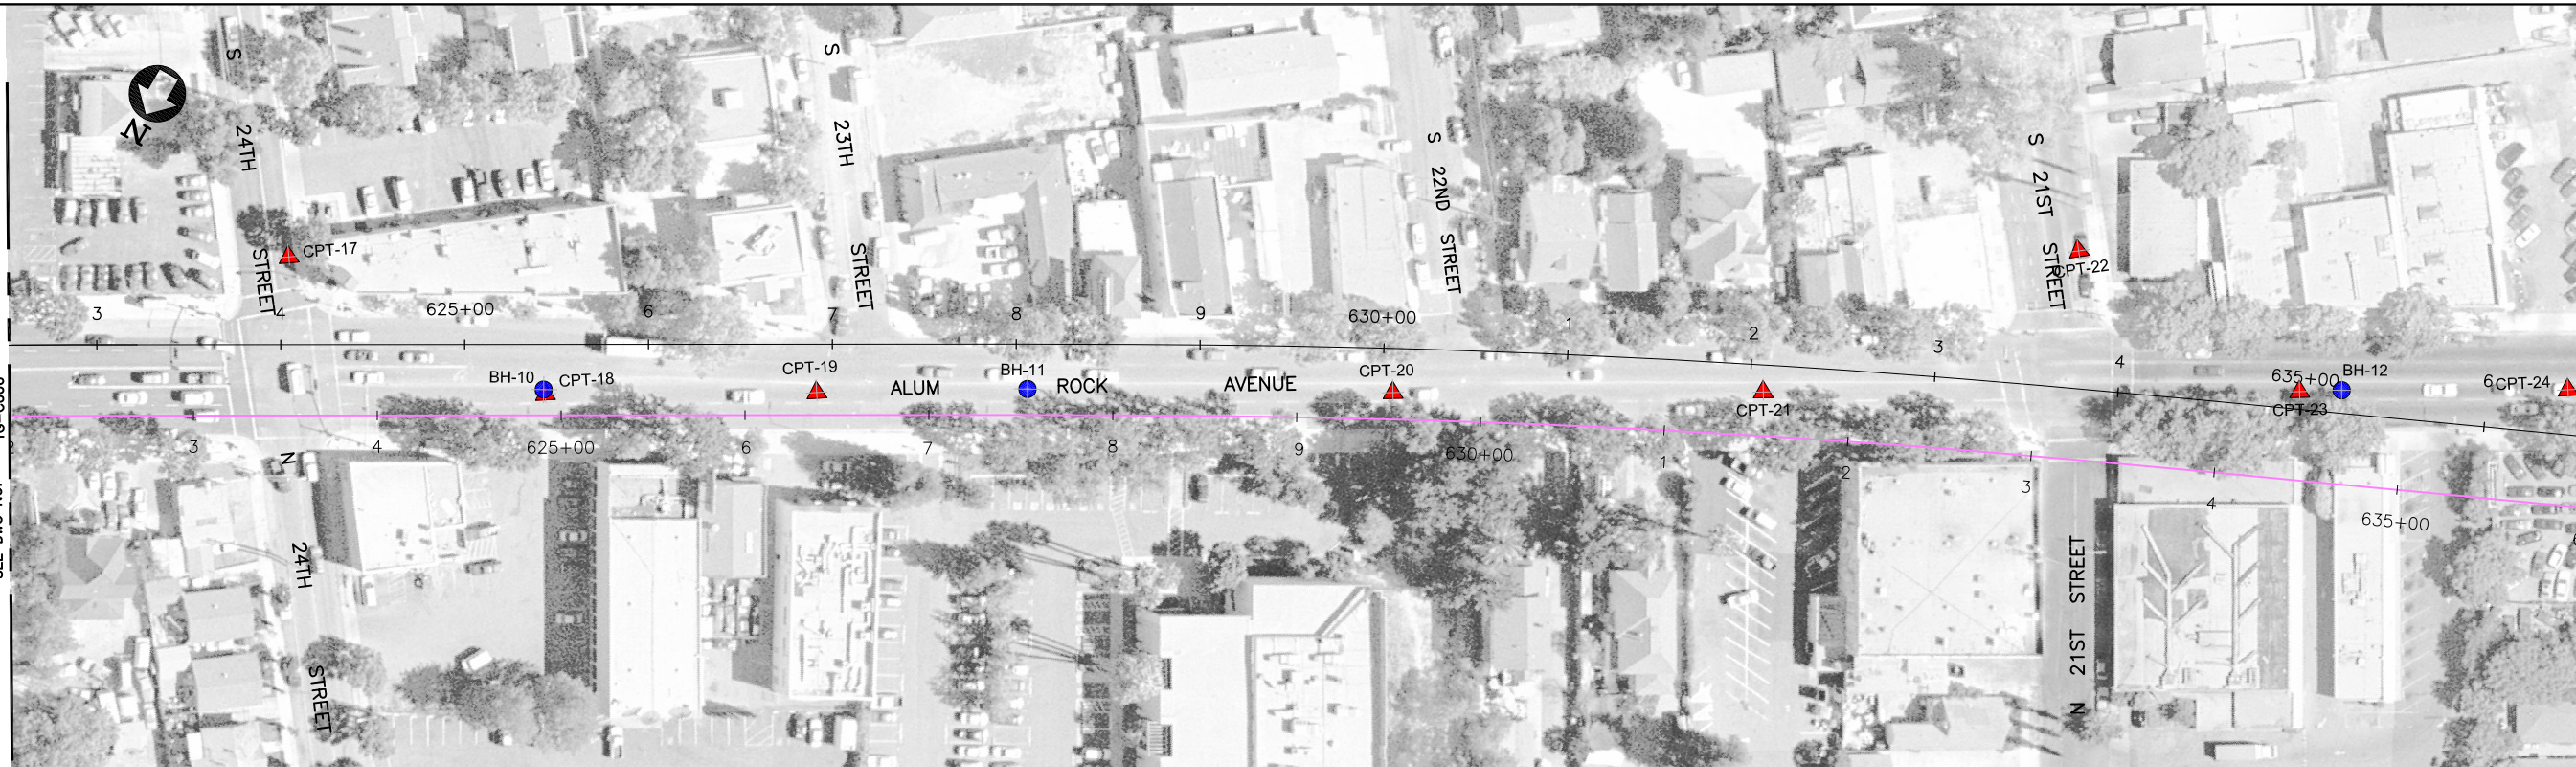 S
24TH
STREET
S
23TH
STREET
S
22ND
STREET
S
21ST
STREET
N
CPT-17
CPT-22
3
4
625+00
6
7
8
9
630+00
1
2
3
4
635+00
6
BH-10
CPT-18
CPT-19
BH-11
CPT-20
CPT-21
CPT-23
BH-12
CPT-24
ALUM ROCK AVENUE
3
4
625+00
6
7
8
9
630+00
1
2
3
4
635+00
N
24TH
STREET
N 21ST STREET